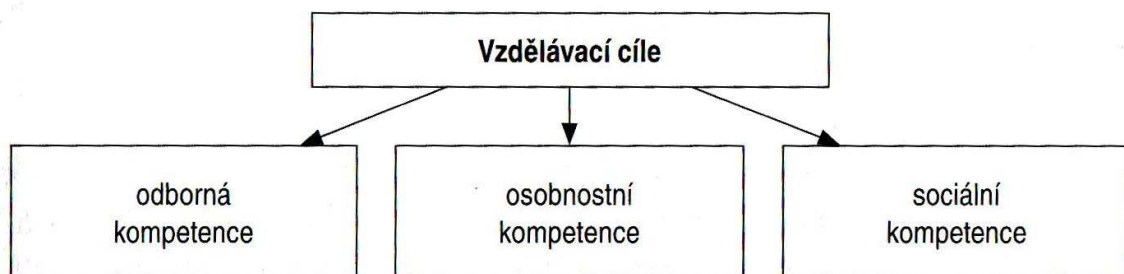 Vzdělávací cíle
odborná
kompetence
osobnostní
kompetence
sociální
kompetence